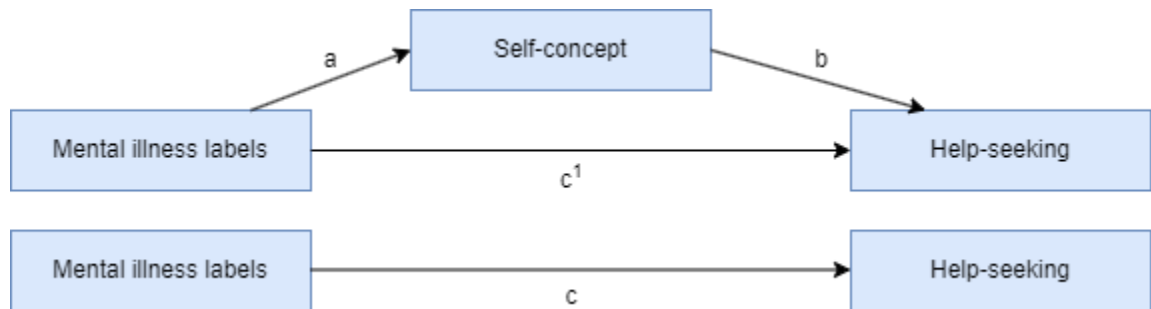 Self-concept
a
b
Mental illness labels
Help-seeking
c¹
Mental illness labels
Help-seeking
c